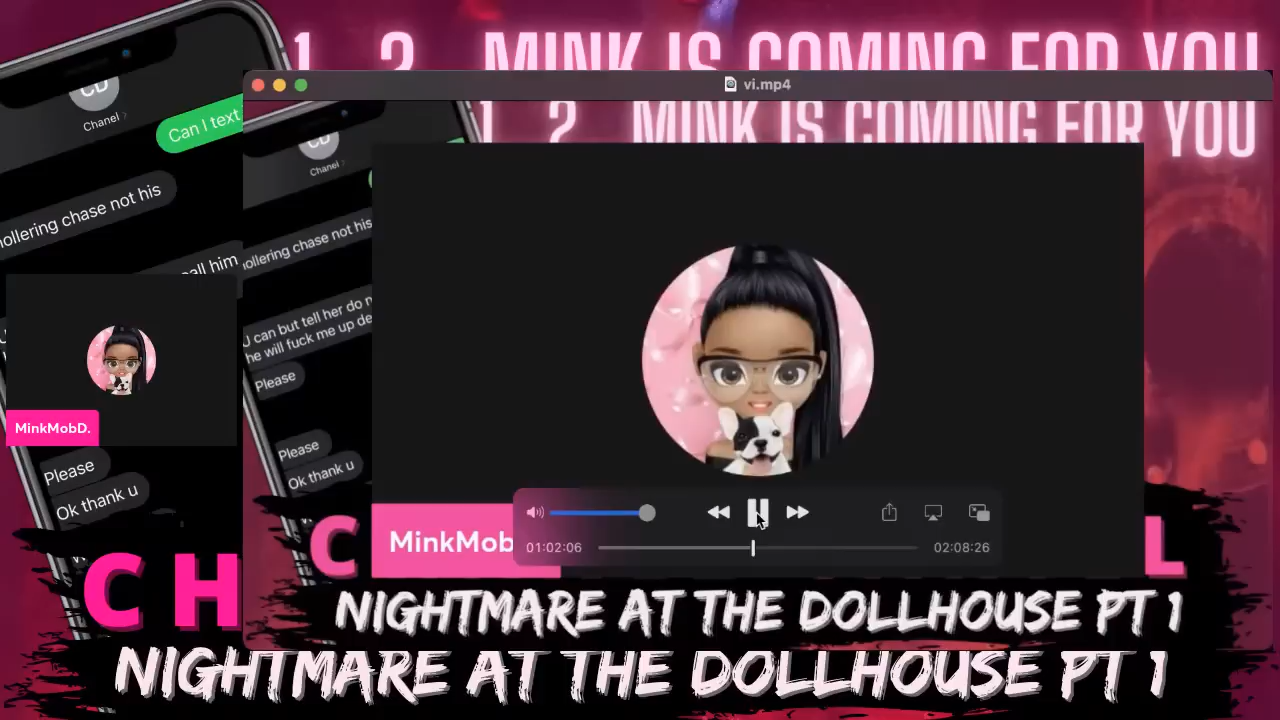 1 2 MINK IS COMING FOR YOU
vi.mp4
1 2 MINK IS COMING FOR YOU
CD
Chanel
Can I text
hollering chase not his
all him
MinkMobD.
Please
Ok thank u
CD
Chanel
hollering chase not his
U can but tell her do n
he will fuck me up de
Please
Please
Ok thank u
MinkMob
01:02:06
02:08:26
C L
NIGHTMARE AT THE DOLLHOUSE PT 1
C H
NIGHTMARE AT THE DOLLHOUSE PT 1